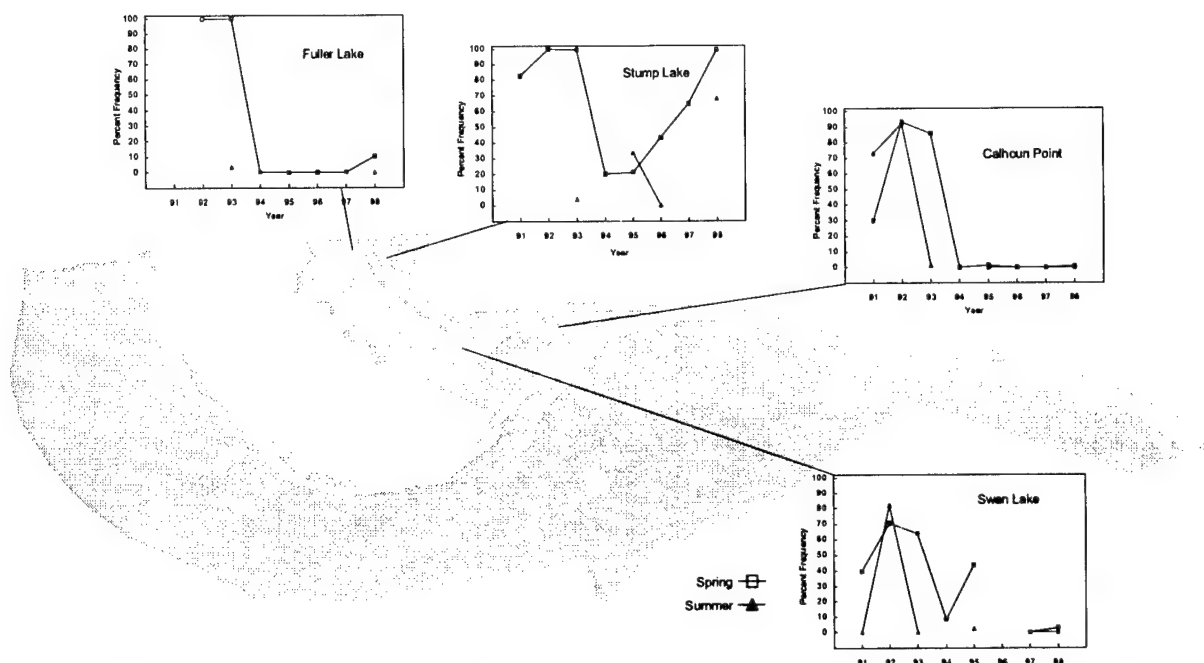 Fuller Lake
Percent Frequency
100
90
80
70
60
50
40
30
20
10
0
91 92 93 94 95 96 97 98
Year
Stump Lake
Percent Frequency
100
90
80
70
60
50
40
30
20
10
0
91 92 93 94 95 96 97 98
Year
Calhoun Point
Percent Frequency
100
90
80
70
60
50
40
30
20
10
0
91 92 93 94 95 96 97 98
Swan Lake
Percent Frequency
100
90
80
70
60
50
40
30
20
10
0
91 92 93 94 95 96 97 98
Spring
Summer